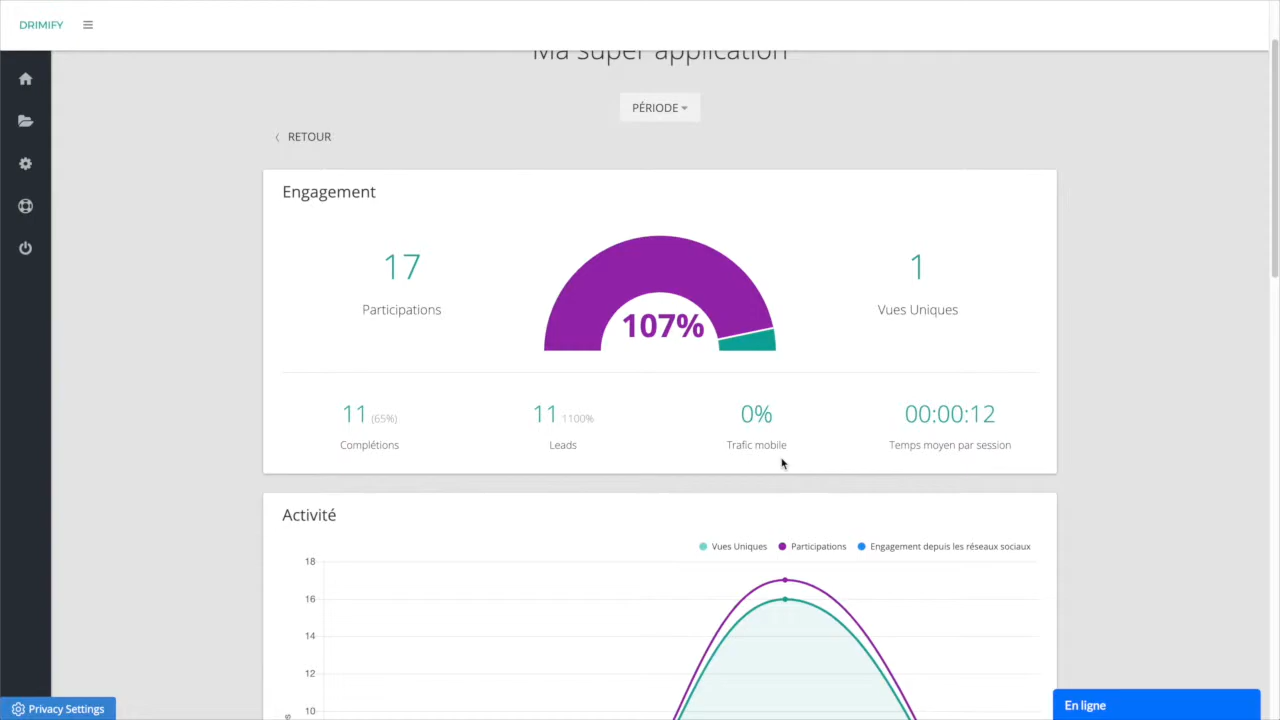 DRIMIFY
Ma super application
PÉRIODE
RETOUR
Engagement
17
Participations
107%
1
Vues Uniques
11 (65%)
Complétions
11 1100%
Leads
0%
Trafic mobile
00:00:12
Temps moyen par session
Activité
Vues Uniques
Participations
Engagement depuis les réseaux sociaux
18
16
14
12
10
Privacy Settings
En ligne